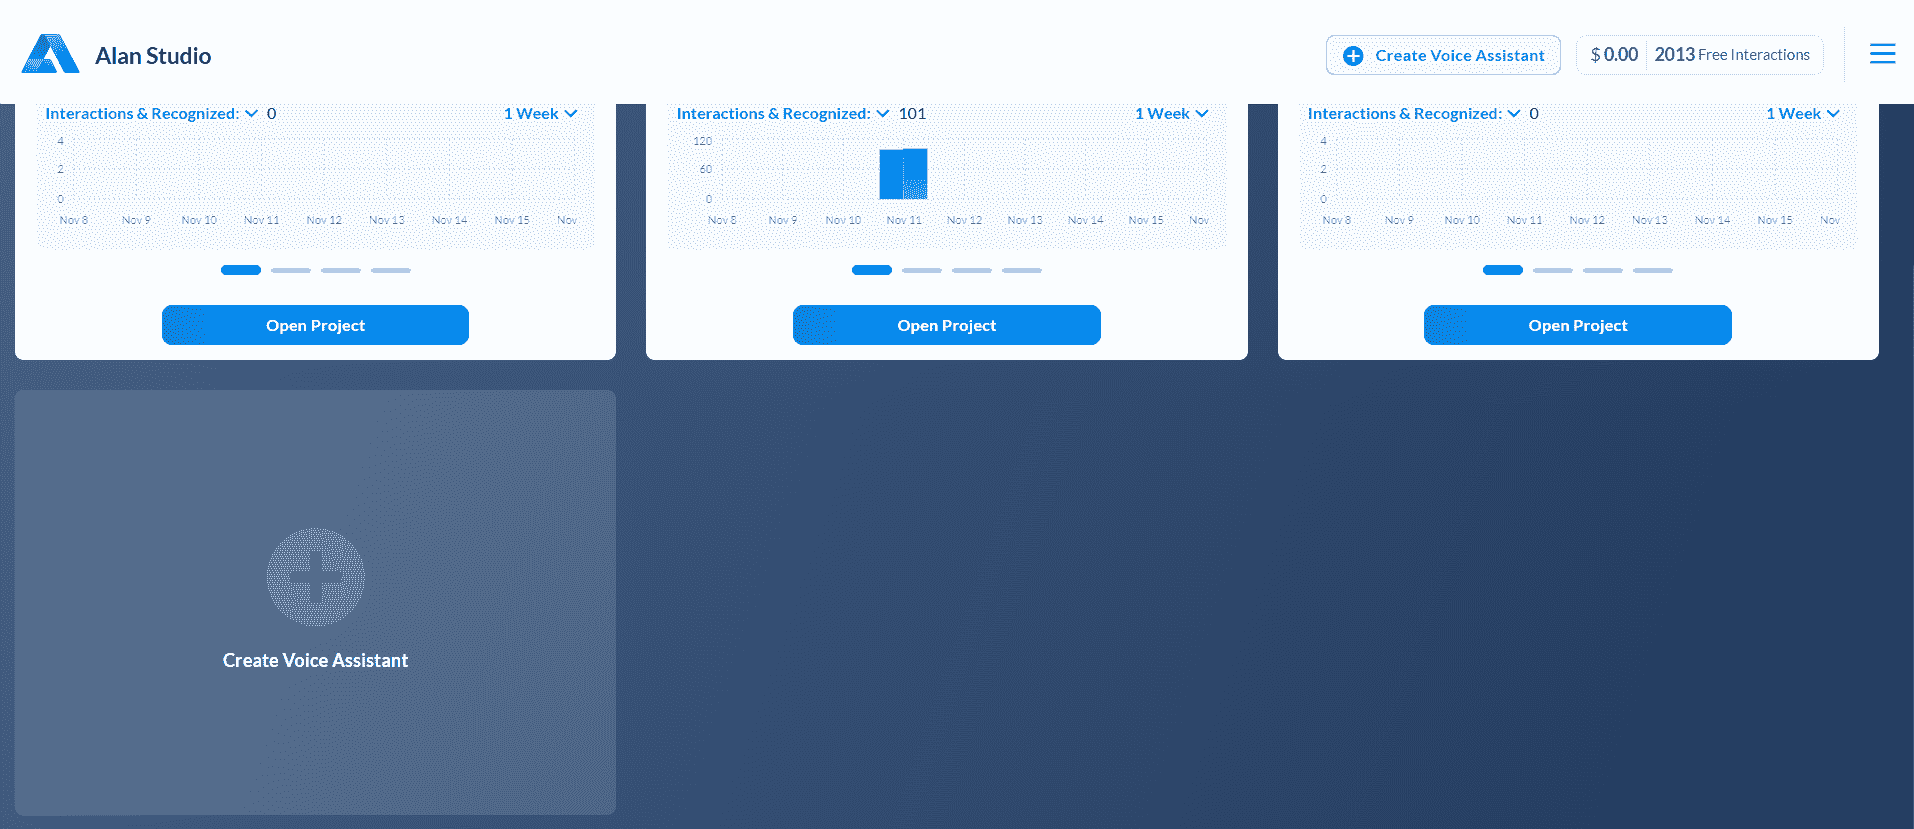 Alan Studio
Create Voice Assistant
$ 0.00
2013 Free Interactions
Interactions & Recognized: 0
1 Week
4
2
0
Nov 8 Nov 9 Nov 10 Nov 11 Nov 12 Nov 13 Nov 14 Nov 15 Nov
Open Project
Interactions & Recognized: 101
1 Week
120
60
0
Nov 8 Nov 9 Nov 10 Nov 11 Nov 12 Nov 13 Nov 14 Nov 15 Nov
Open Project
Interactions & Recognized: 0
1 Week
4
2
0
Nov 8 Nov 9 Nov 10 Nov 11 Nov 12 Nov 13 Nov 14 Nov 15 Nov
Open Project
Create Voice Assistant